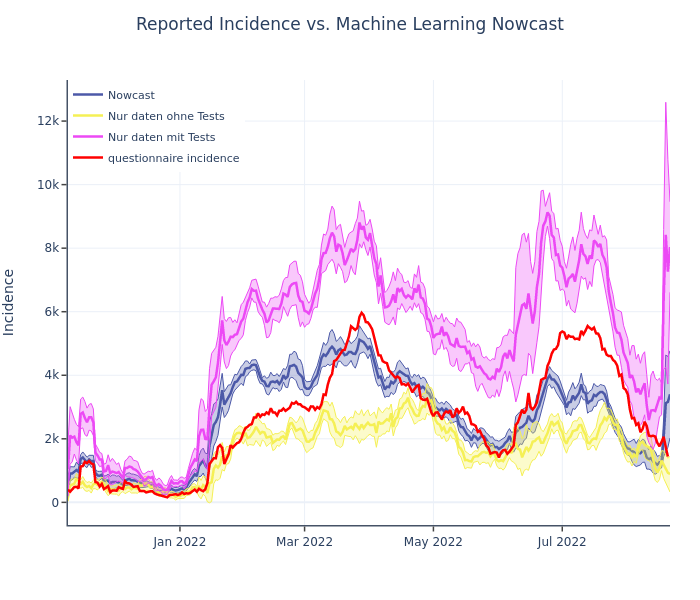 Reported Incidence vs. Machine Learning Nowcast
Nowcast
Nur daten ohne Tests
Nur daten mit Tests
questionnaire incidence
12k
10k
8k
6k
4k
2k
0
Incidence
Jan 2022
Mar 2022
May 2022
Jul 2022